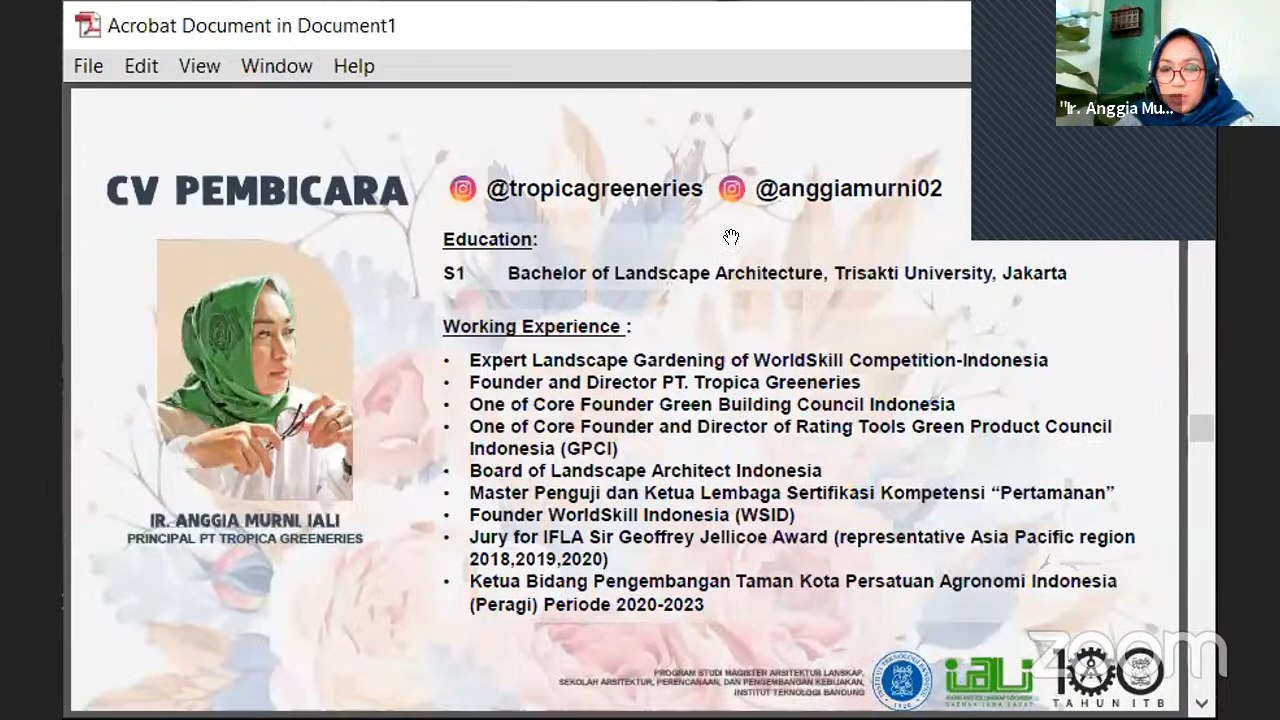 Acrobat Document in Document1
File Edit View Window Help
"Ir. Anggia Mu...
CV PEMBICARA
@tropicagreeneries @anggiamurni02
Education:
S1 Bachelor of Landscape Architecture, Trisakti University, Jakarta
Working Experience :
• Expert Landscape Gardening of WorldSkill Competition-Indonesia
• Founder and Director PT. Tropica Greeneries
• One of Core Founder Green Building Council Indonesia
• One of Core Founder and Director of Rating Tools Green Product Council
Indonesia (GPCI)
• Board of Landscape Architect Indonesia
• Master Penguji dan Ketua Lembaga Sertifikasi Kompetensi “Pertamanan”
• Founder WorldSkill Indonesia (WSID)
• Jury for IFLA Sir Geoffrey Jellicoe Award (representative Asia Pacific region
2018,2019,2020)
• Ketua Bidang Pengembangan Taman Kota Persatuan Agronomi Indonesia
(Peragi) Periode 2020-2023
IR. ANGGIA MURNI, IALI
PRINCIPAL PT TROPICA GREENERIES
PROGRAM STUDI MAGISTER ARSITEKTUR LANSKAP,
SEKOLAH ARSITEKTUR, PERENCANAAN, DAN PENGEMBANGAN KEBIJAKAN,
INSTITUT TEKNOLOGI BANDUNG
iali
100
TAHUN ITB
zoom